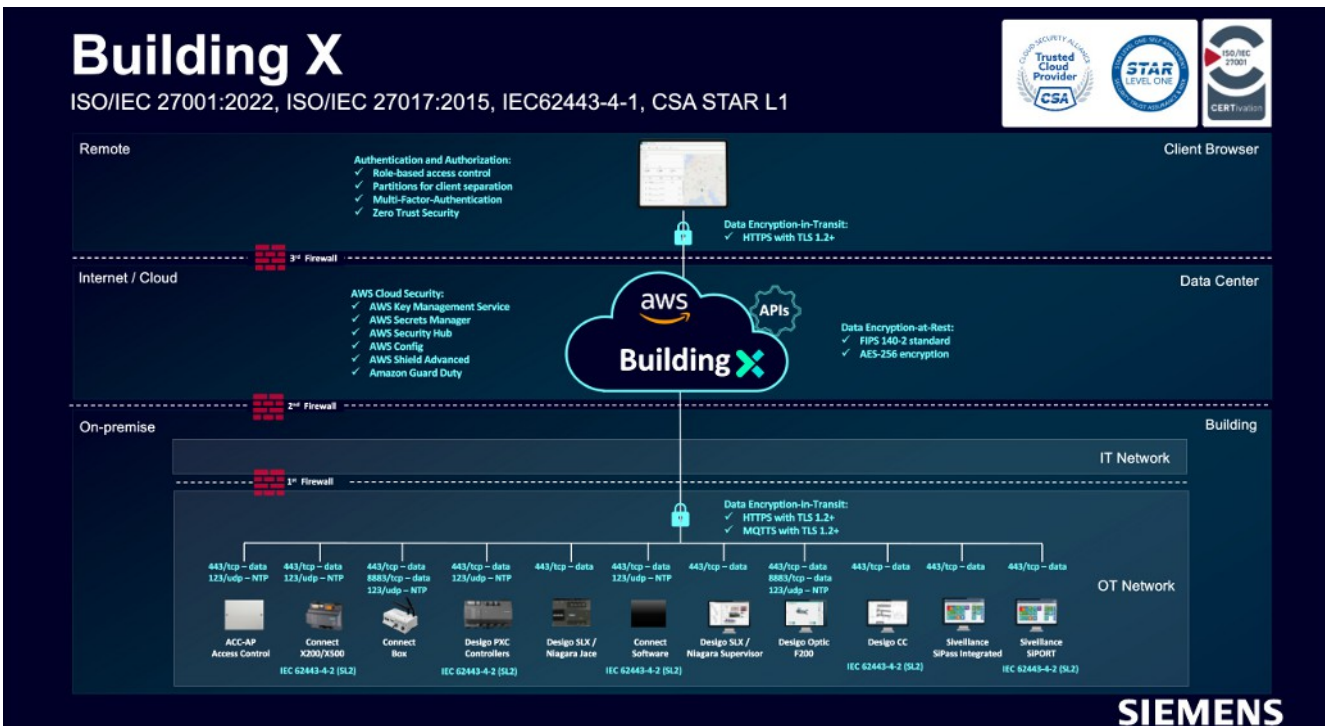 Building X
ISO/IEC 27001:2022, ISO/IEC 27017:2015, IEC62443-4-1, CSA STAR L1
CLOUD SECURITY ALLIANCE
Trusted
Cloud
Provider
CSA
STAR
LEVEL ONE
ISO/IEC
27001
CERTivation
Remote
Client Browser
Authentication and Authorization:
✓ Role-based access control
✓ Partitions for client separation
✓ Multi-Factor-Authentication
✓ Zero Trust Security
Data Encryption-in-Transit:
✓ HTTPS with TLS 1.2+
3rd Firewall
Internet / Cloud
Data Center
AWS Cloud Security:
✓ AWS Key Management Service
✓ AWS Secrets Manager
✓ AWS Security Hub
✓ AWS Config
✓ AWS Shield Advanced
✓ Amazon Guard Duty
aws
APIs
Building X
Data Encryption-at-Rest:
✓ FIPS 140-2 standard
✓ AES-256 encryption
2nd Firewall
On-premise
Building
IT Network
1st Firewall
Data Encryption-in-Transit:
✓ HTTPS with TLS 1.2+
✓ MQTTS with TLS 1.2+
OT Network
443/tcp – data
123/udp – NTP
ACC-AP
Access Control
443/tcp – data
123/udp – NTP
Connect
X200/X500
IEC 62443-4-2 (SL2)
443/tcp – data
8883/tcp – data
123/udp – NTP
Connect
Box
443/tcp – data
123/udp – NTP
Desigo PXC
Controllers
IEC 62443-4-2 (SL2)
443/tcp – data
Desigo SLX /
Niagara Jace
443/tcp – data
123/udp – NTP
Connect
Software
IEC 62443-4-2 (SL2)
443/tcp – data
Desigo SLX /
Niagara Supervisor
443/tcp – data
8883/tcp – data
123/udp – NTP
Desigo Optic
F200
443/tcp – data
Desigo CC
IEC 62443-4-2 (SL2)
443/tcp – data
Siveillance
SiPass Integrated
443/tcp – data
Siveillance
SiPORT
IEC 62443-4-2 (SL2)
SIEMENS